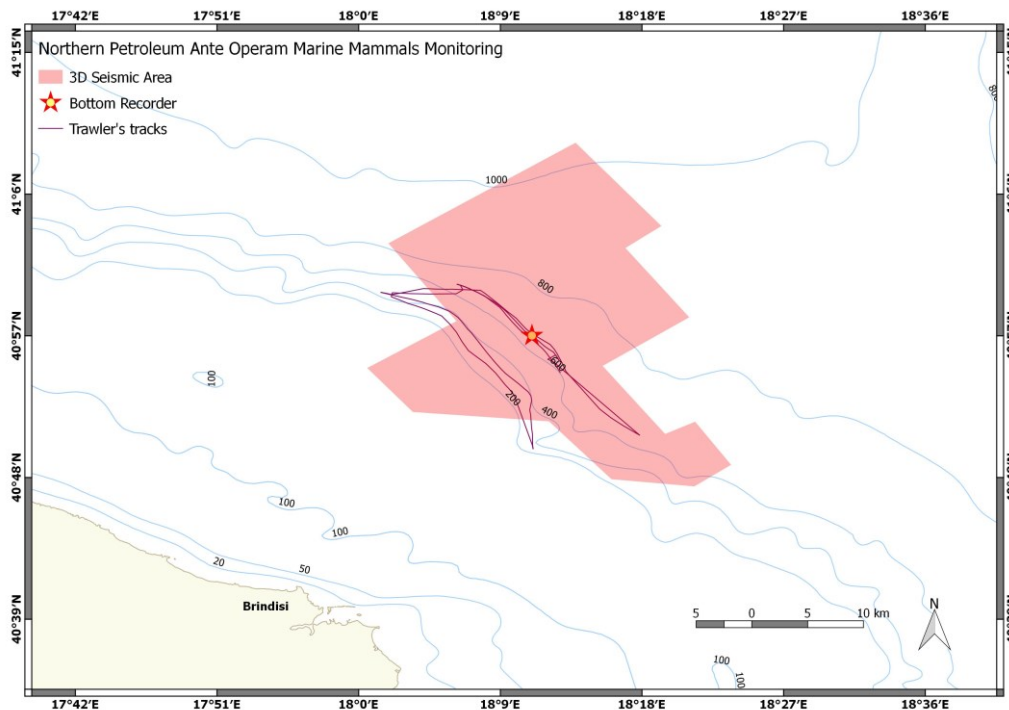 17°42'E 17°51'E 18°0'E 18°9'E 18°18'E 18°27'E 18°36'E
Northern Petroleum Ante Operam Marine Mammals Monitoring
3D Seismic Area
Bottom Recorder
Trawler's tracks
41°15'N
41°6'N
40°57'N
40°48'N
40°39'N
1000
800
800
600
200
400
100
100
100
20
50
Brindisi
5 0 5 10 km
N
100
100
17°42'E 17°51'E 18°0'E 18°9'E 18°18'E 18°27'E 18°36'E